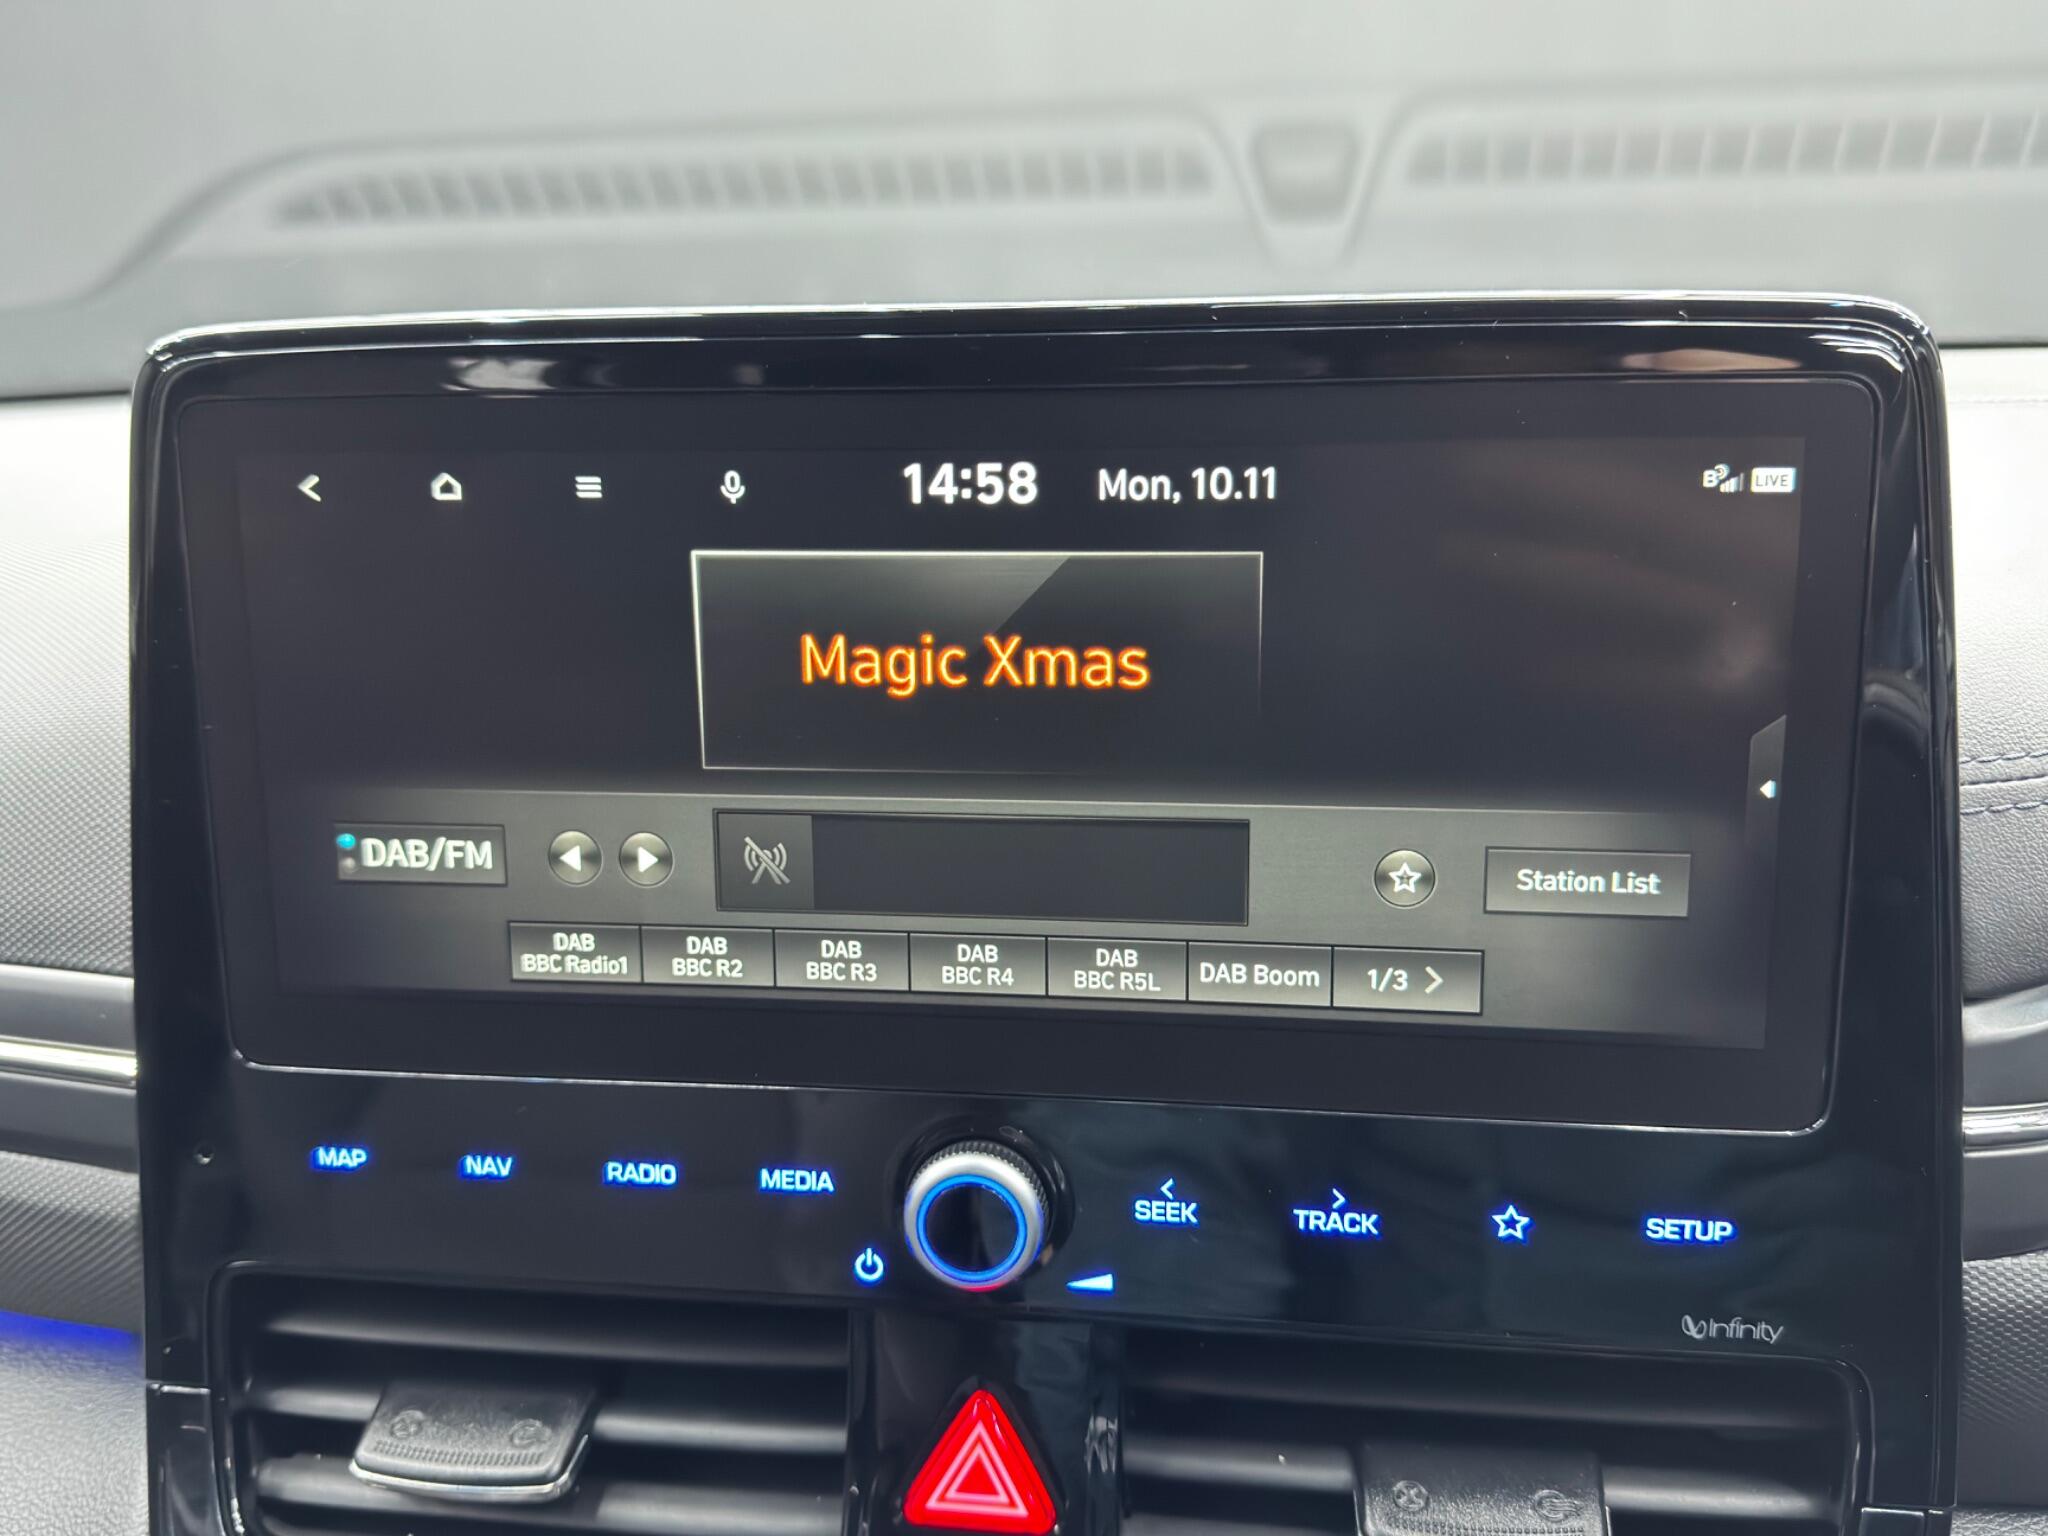 14:58 Mon, 10.11
LIVE
Magic Xmas
DAB/FM
Station List
DAB
BBC Radio1
DAB
BBC R2
DAB
BBC R3
DAB
BBC R4
DAB
BBC R5L
DAB Boom
1/3 >
MAP
NAV
RADIO
MEDIA
< SEEK
> TRACK
SETUP
Infinity